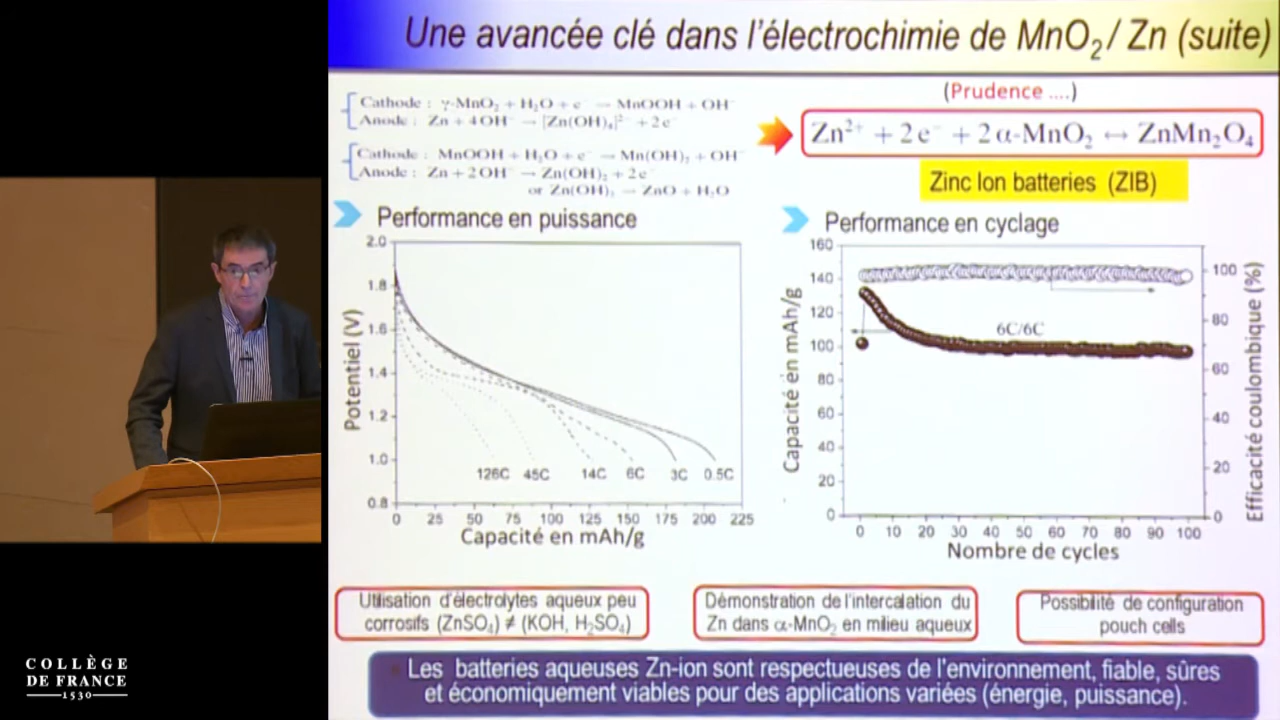 Une avancée clé dans l'électrochimie de MnO₂/ Zn (suite)
Cathode : γ-MnO₂ + H₂O + e⁻ → MnOOH + OH⁻
Anode : Zn + 4OH⁻ → [Zn(OH)₄]²⁻ + 2e⁻
Cathode : MnOOH + H₂O + e⁻ → Mn(OH)₂ + OH⁻
Anode : Zn + 2OH⁻ → Zn(OH)₂ + 2e⁻
or Zn(OH)₂ → ZnO + H₂O
(Prudence ....)
Zn²⁺ + 2e⁻ + 2α-MnO₂ ↔ ZnMn₂O₄
Zinc Ion batteries (ZIB)
Performance en puissance
2.0
1.8
1.6
1.4
1.2
1.0
0.8
Potentiel (V)
126C 45C 14C 6C 3C 0.5C
0 25 50 75 100 125 150 175 200 225
Capacité en mAh/g
Performance en cyclage
160
140
120
100
80
60
40
20
0
Capacité en mAh/g
6C/6C
100
80
60
40
20
0
Efficacité coulombique (%)
0 10 20 30 40 50 60 70 80 90 100
Nombre de cycles
Utilisation d'électrolytes aqueux peu
corrosifs (ZnSO₄) ≠ (KOH, H₂SO₄)
Démonstration de l'intercalation du
Zn dans α-MnO₂ en milieu aqueux
Possibilité de configuration
pouch cells
Les batteries aqueuses Zn-ion sont respectueuses de l'environnement, fiable, sûres
et économiquement viables pour des applications variées (énergie, puissance).
COLLÈGE
DE FRANCE
1530